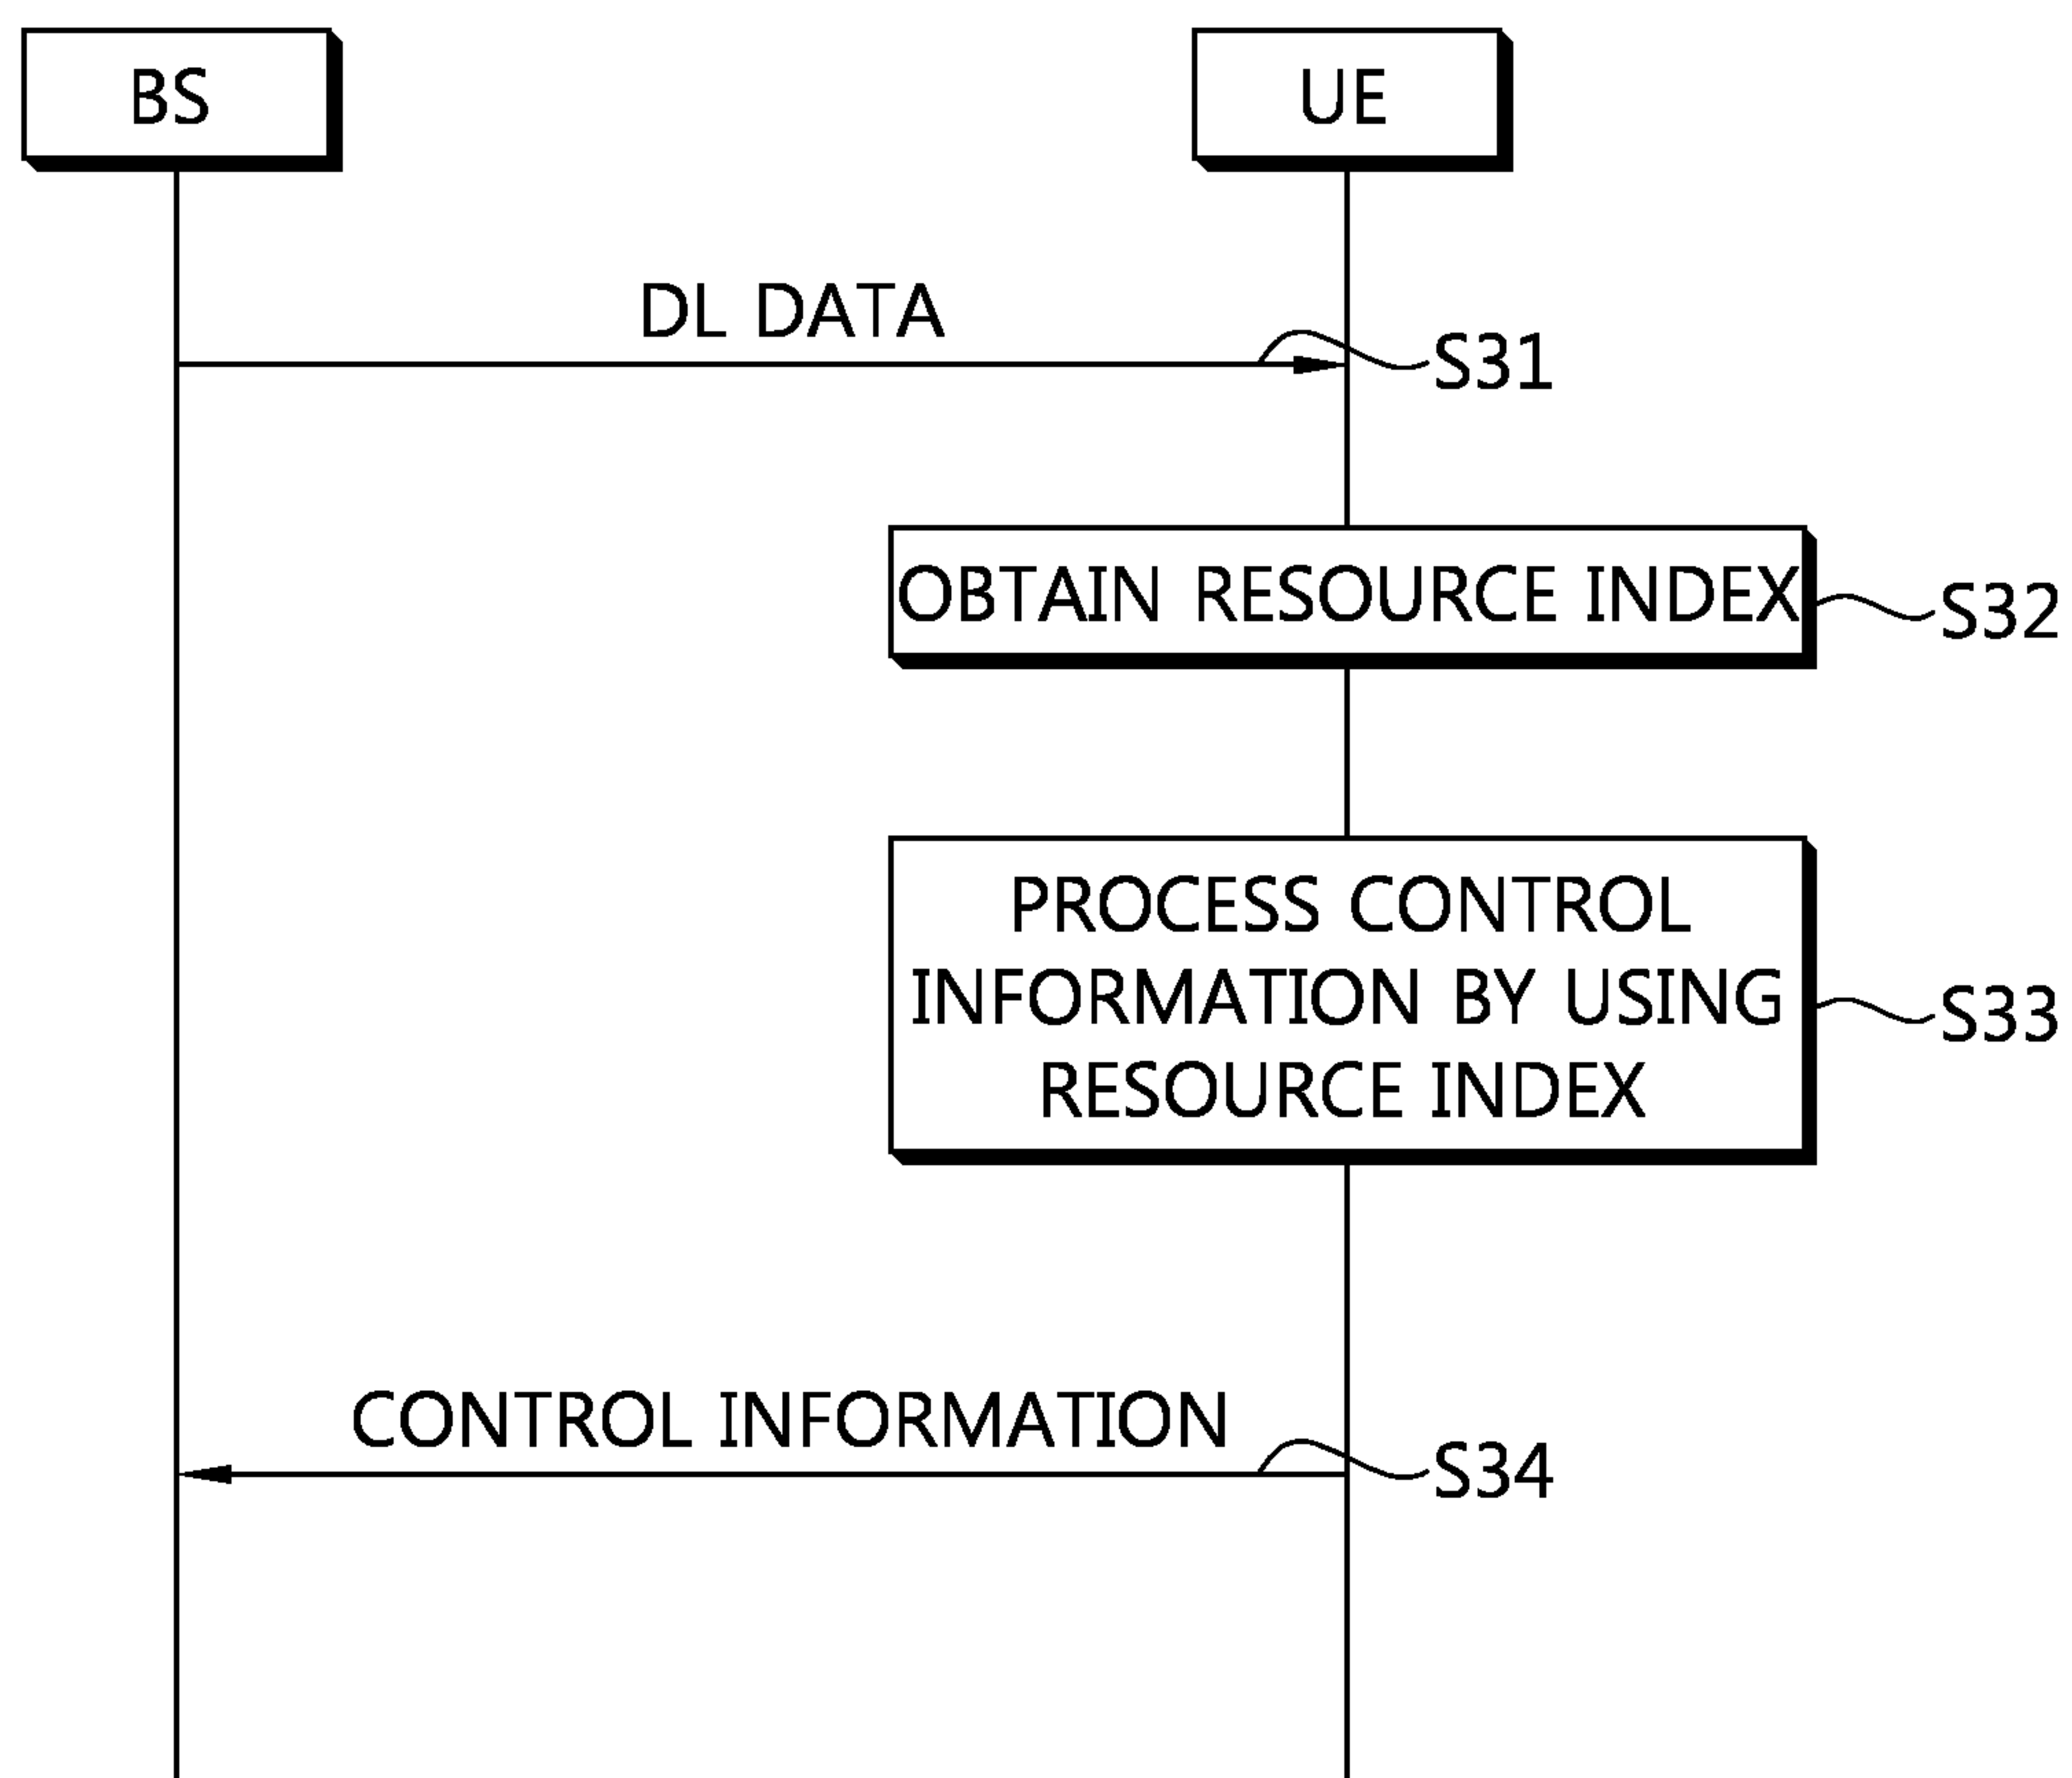 BS
UE
DL DATA
S31
OBTAIN RESOURCE INDEX
S32
PROCESS CONTROL
INFORMATION BY USING
RESOURCE INDEX
S33
CONTROL INFORMATION
S34